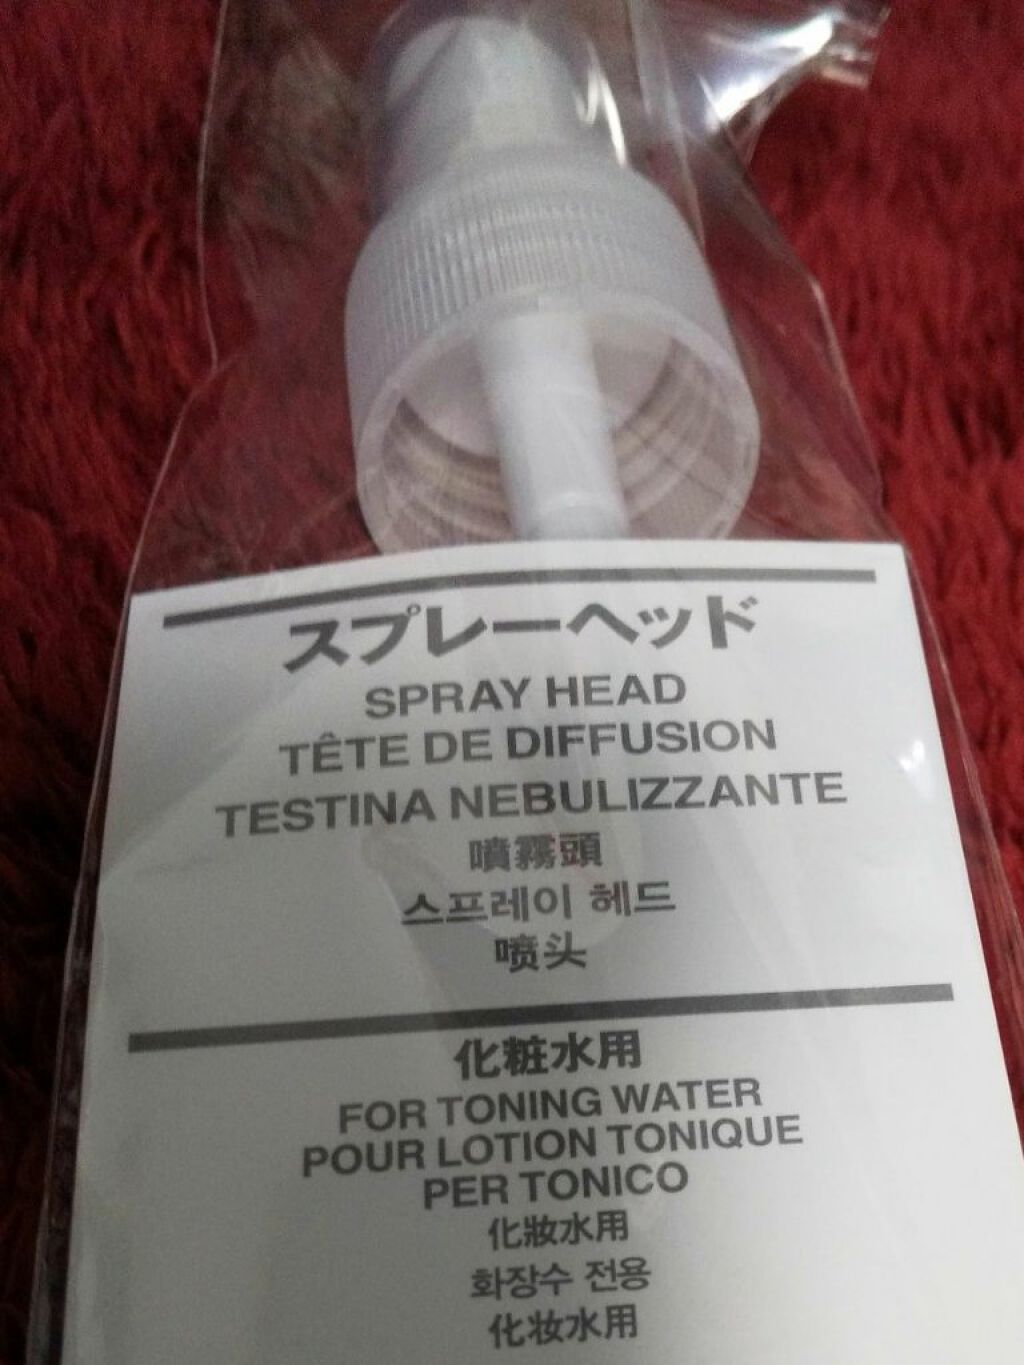 スプレーヘッド
SPRAY HEAD
TÊTE DE DIFFUSION
TESTINA NEBULIZZANTE
噴霧頭
스프레이 헤드
喷头
化粧水用
FOR TONING WATER
POUR LOTION TONIQUE
PER TONICO
化妝水用
화장수 전용
化妆水用